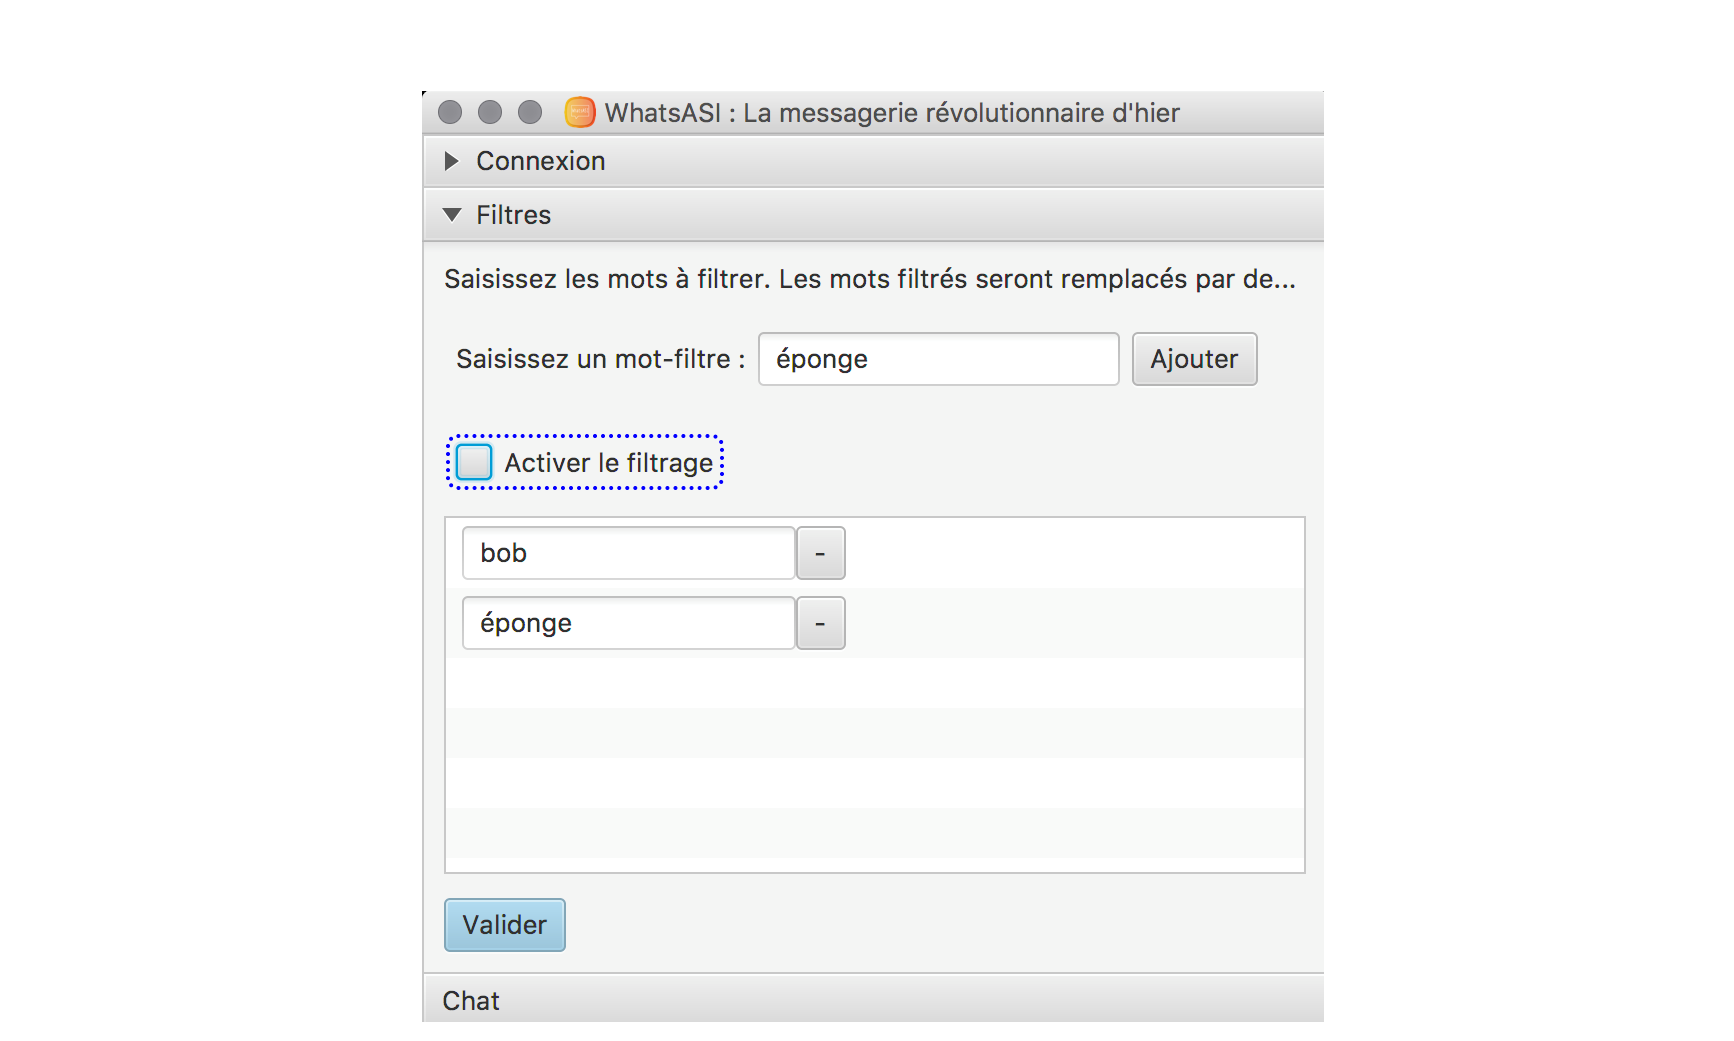 WhatsASI : La messagerie révolutionnaire d'hier
Connexion
Filtres
Saisissez les mots à filtrer. Les mots filtrés seront remplacés par de...
Saisissez un mot-filtre : éponge Ajouter
Activer le filtrage
bob -
éponge -
Valider
Chat